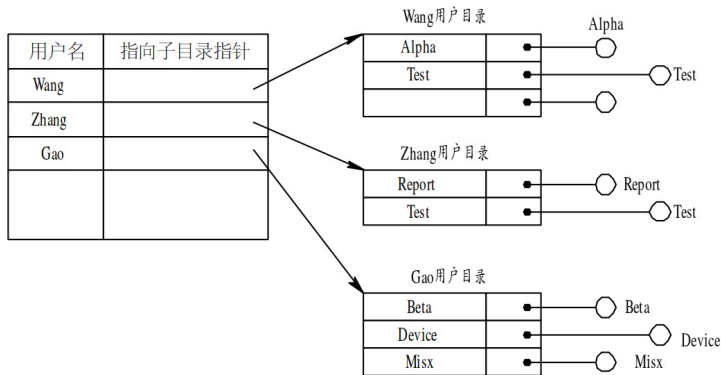 用户名 指向子目录指针
Wang
Zhang
Gao
Wang用户目录
Alpha
Alpha
Test
Test
Zhang用户目录
Report
Report
Test
Test
Gao用户目录
Beta
Beta
Device
Device
Misx
Misx